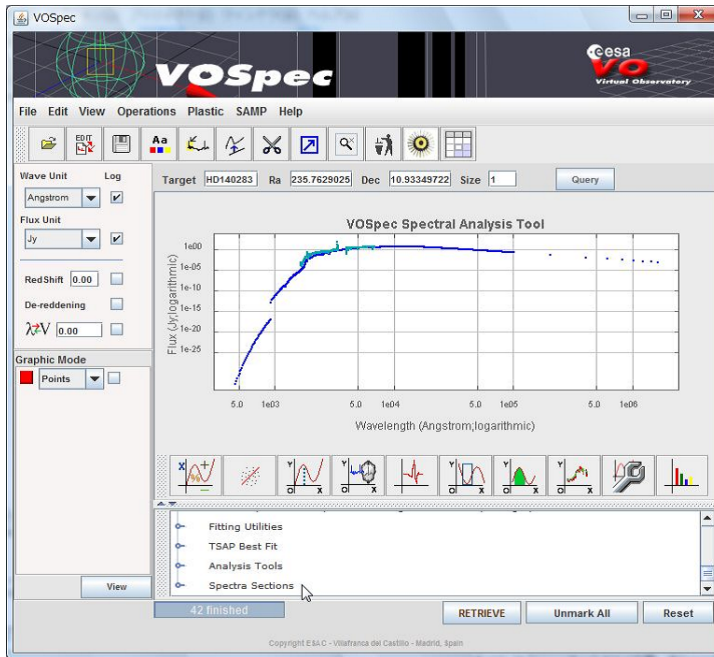 VOSpec
VOSpec
esa
VO
Virtual Observatory
File Edit View Operations Plastic SAMP Help
EDIT
Aa
Wave Unit Log
Angstrom
Flux Unit
Jy
RedShift 0.00
De-reddening
λ⇄V 0.00
Graphic Mode
Points
View
Target HD140283 Ra 235.7629025 Dec 10.93349722 Size 1 Query
VOSpec Spectral Analysis Tool
Flux (Jy;logarithmic)
1e00
1e-05
1e-10
1e-15
1e-20
1e-25
5.0 1e03 5.0 1e04 5.0 1e05 5.0 1e06
Wavelength (Angstrom;logarithmic)
Fitting Utilities
TSAP Best Fit
Analysis Tools
Spectra Sections
42 finished
RETRIEVE Unmark All Reset
Copyright ESAC - Villafranca del Castillo - Madrid, Spain